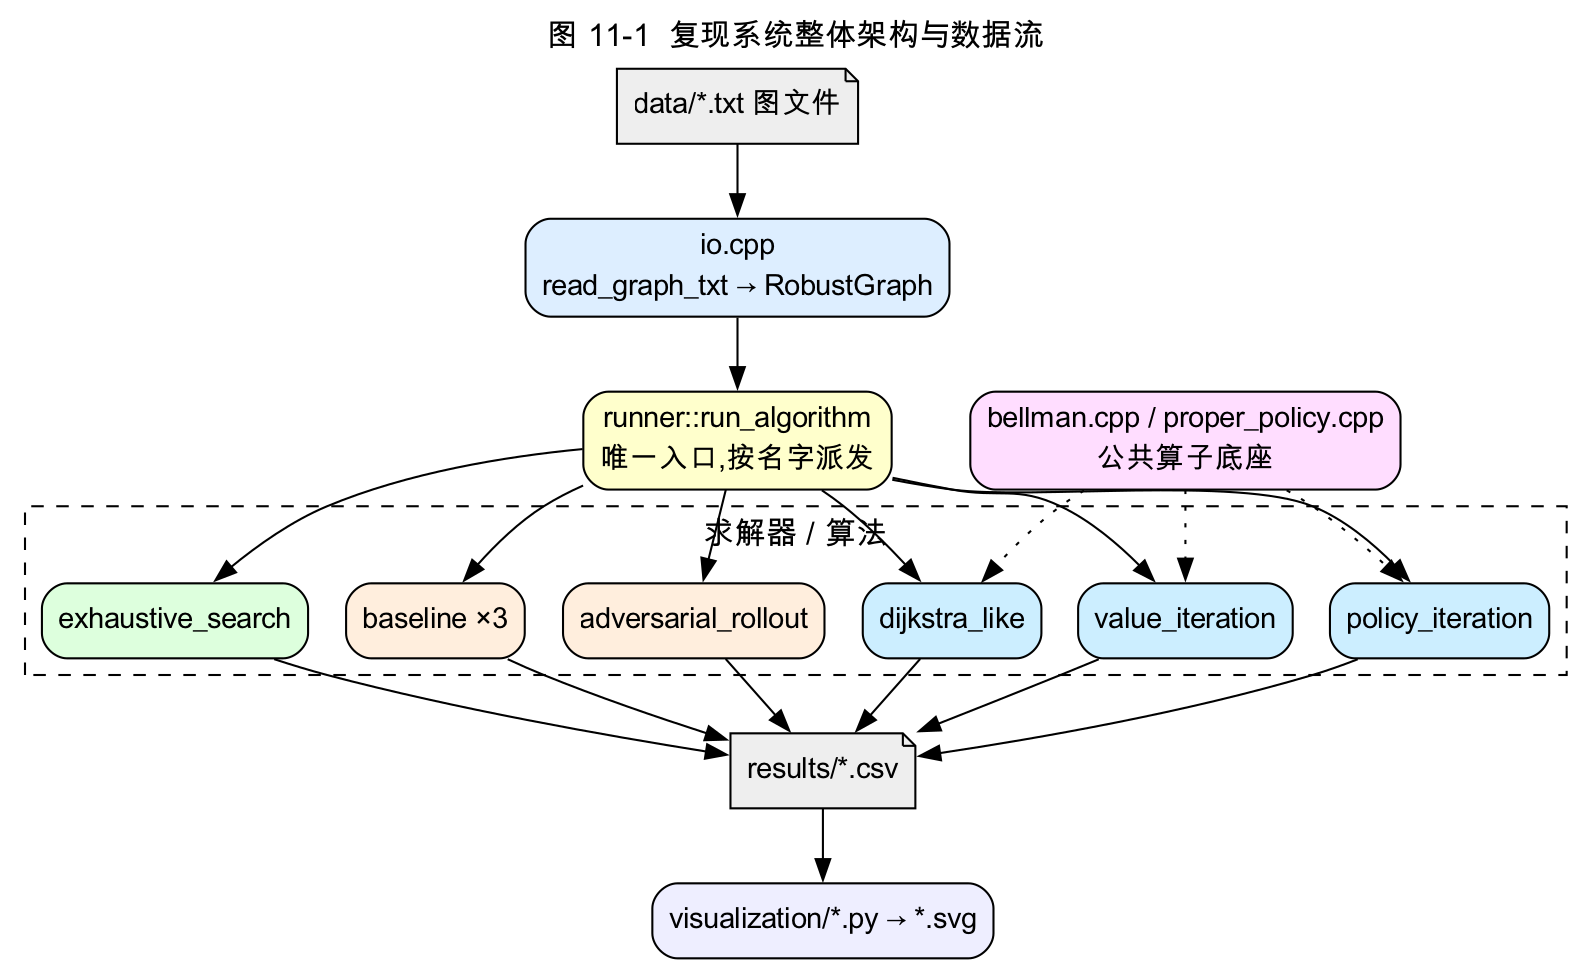 图 11-1 复现系统整体架构与数据流
data/*.txt 图文件
io.cpp
read_graph_txt → RobustGraph
runner::run_algorithm
唯一入口,按名字派发
bellman.cpp / proper_policy.cpp
公共算子底座
求解器 / 算法
exhaustive_search
baseline ×3
adversarial_rollout
dijkstra_like
value_iteration
policy_iteration
results/*.csv
visualization/*.py → *.svg